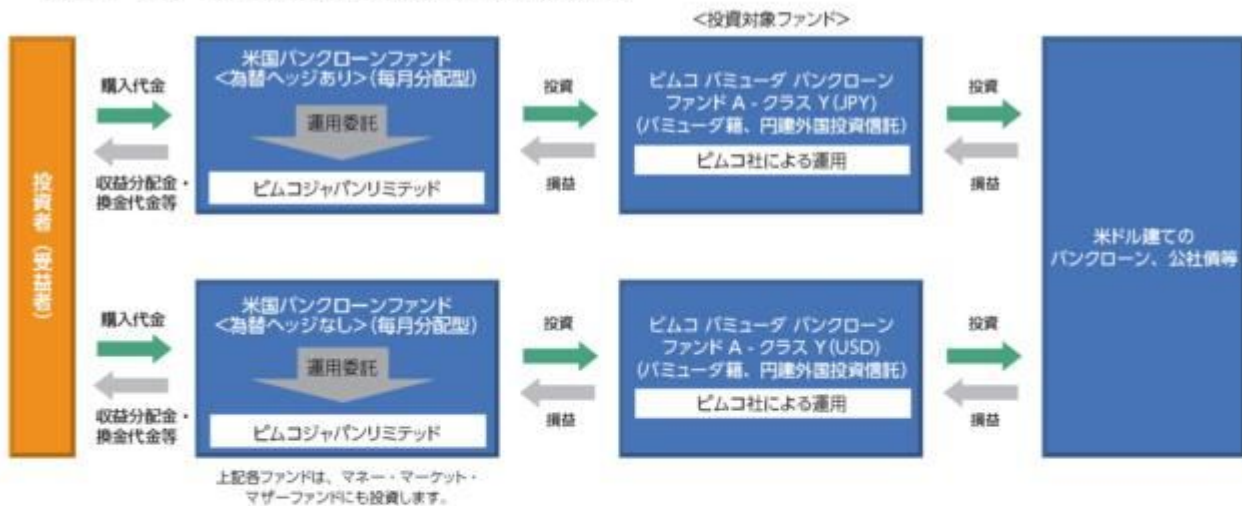 <投資対象ファンド>
投資者（受益者）
購入代金
収益分配金・
換金代金等
米国バンクローンファンド
<為替ヘッジあり>(毎月分配型)
運用委託
ピムコジャパンリミテッド
投資
損益
ピムコ バミューダ バンクローン
ファンド A - クラス Y(JPY)
(バミューダ籍、円建外国投資信託)
ピムコ社による運用
投資
損益
米ドル建ての
バンクローン、公社債等
購入代金
収益分配金・
換金代金等
米国バンクローンファンド
<為替ヘッジなし>(毎月分配型)
運用委託
ピムコジャパンリミテッド
投資
損益
ピムコ バミューダ バンクローン
ファンド A - クラス Y(USD)
(バミューダ籍、円建外国投資信託)
ピムコ社による運用
投資
損益
上記各ファンドは、マネー・マーケット・
マザーファンドにも投資します。